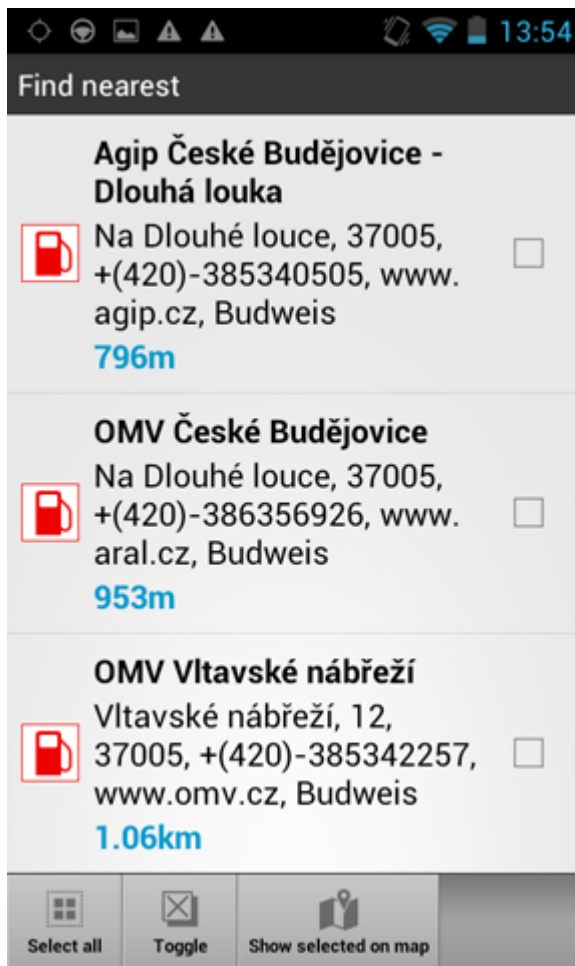 13:54
Find nearest
Agip České Budějovice -
Dlouhá louka
Na Dlouhé louce, 37005,
+(420)-385340505, www.
agip.cz, Budweis
796m
OMV České Budějovice
Na Dlouhé louce, 37005,
+(420)-386356926, www.
aral.cz, Budweis
953m
OMV Vltavské nábřeží
Vltavské nábřeží, 12,
37005, +(420)-385342257,
www.omv.cz, Budweis
1.06km
Select all Toggle Show selected on map